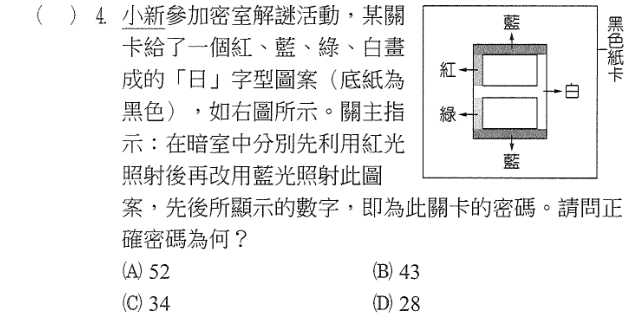 (　) 4. 小新參加密室解謎活動，某關
卡給了一個紅、藍、綠、白畫
成的「日」字型圖案（底紙為
黑色），如右圖所示。關主指
示：在暗室中分別先利用紅光
照射後再改用藍光照射此圖
案，先後所顯示的數字，即為此關卡的密碼。請問正
確密碼為何？
(A) 52
(B) 43
(C) 34
(D) 28
藍
紅
白
綠
藍
黑色紙卡